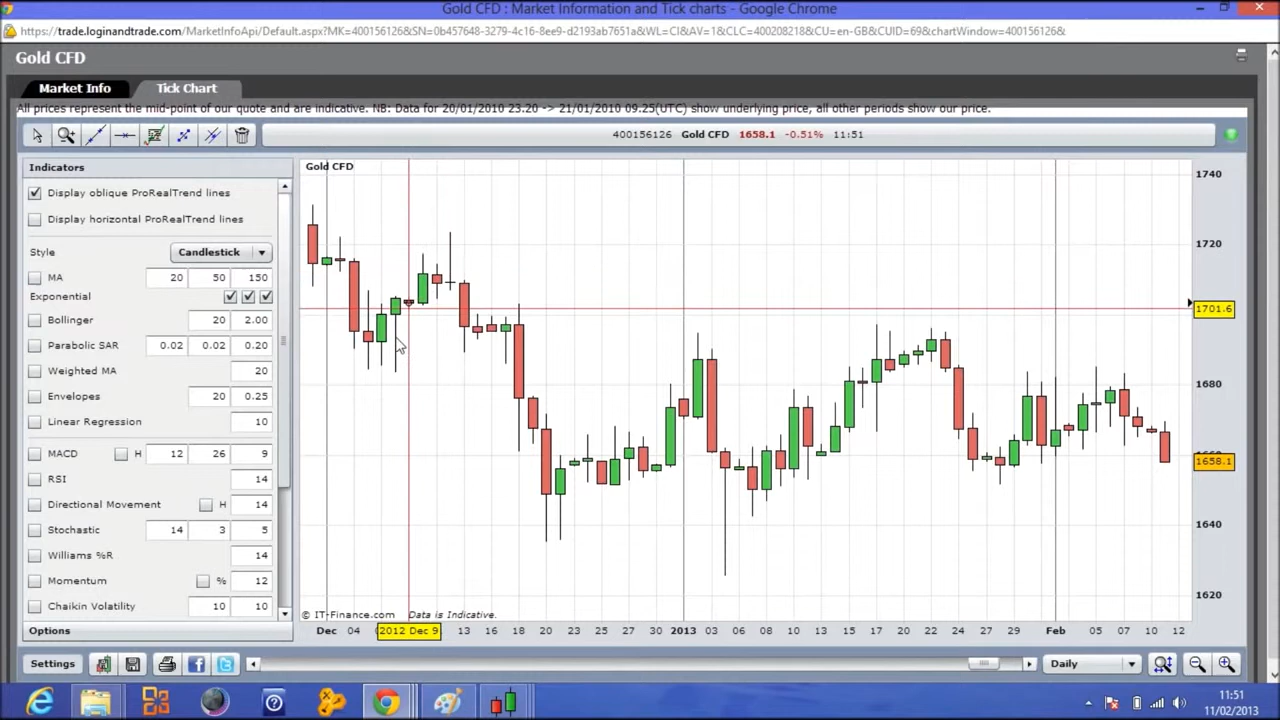 Gold CFD : Market Information and Tick charts - Google Chrome
https://trade.loginandtrade.com/MarketInfoApi/Default.aspx?MK=400156126&SN=0b457648-3279-4c16-8ee9-d2193ab7651a&WL=CI&AV=1&CLC=400208218&CU=en-GB&CUID=69&chartWindow=400156126&
Gold CFD
Market Info Tick Chart
All prices represent the mid-point of our quote and are indicative. NB: Data for 20/01/2010 23.20 -> 21/01/2010 09.25(UTC) show underlying price, all other periods show our price.
400156126 Gold CFD 1658.1 -0.51% 11:51
Indicators
Display oblique ProRealTrend lines
Display horizontal ProRealTrend lines
Style Candlestick
MA 20 50 150
Exponential
Bollinger 20 2.00
Parabolic SAR 0.02 0.02 0.20
Weighted MA 20
Envelopes 20 0.25
Linear Regression 10
MACD H 12 26 9
RSI 14
Directional Movement H 14
Stochastic 14 3 5
Williams %R 14
Momentum % 12
Chaikin Volatility 10 10
Options
Settings
Gold CFD
1740
1720
1701.6
1680
1658.1
1640
1620
© IT-Finance.com Data is Indicative.
Dec 04 2012 Dec 9 13 16 18 20 23 25 27 30 2013 03 06 08 10 13 15 17 20 22 24 27 29 Feb 05 07 10 12
Daily
11:51
11/02/2013